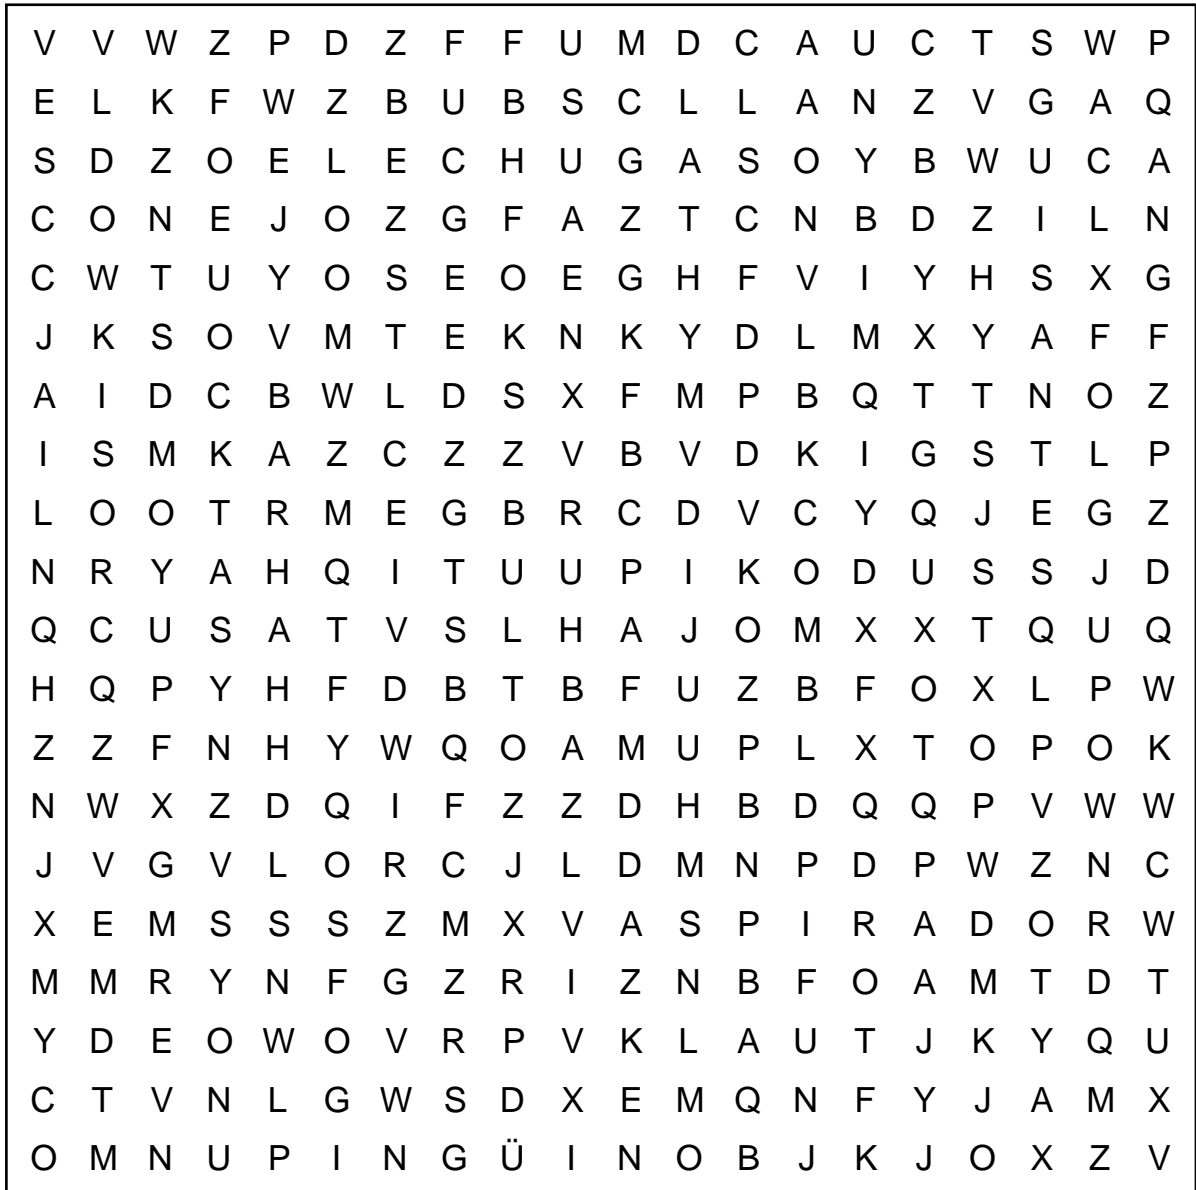 V V W Z P D Z F F U M D C A U C T S W P
E L K F W Z B U B S C L L A N Z V G A Q
S D Z O E L E C H U G A S O Y B W U C A
C O N E J O Z G F A Z T C N B D Z I L N
C W T U Y O S E O E G H F V I Y H S X G
J K S O V M T E K N K Y D L M X Y A F F
A I D C B W L D S X F M P B Q T T N O Z
I S M K A Z C Z Z V B V D K I G S T L P
L O O T R M E G B R C D V C Y Q J E G Z
N R Y A H Q I T U U P I K O D U S S J D
Q C U S A T V S L H A J O M X X T Q U Q
H Q P Y H F D B T B F U Z B F O X L P W
Z Z F N H Y W Q O A M U P L X T O P O K
N W X Z D Q I F Z Z D H B D Q Q P V W W
J V G V L O R C J L D M N P D P W Z N C
X E M S S S Z M X V A S P I R A D O R W
M M R Y N F G Z R I Z N B F O A M T D T
Y D E O W O V R P V K L A U T J K Y Q U
C T V N L G W S D X E M Q N F Y J A M X
O M N U P I N G Ü I N O B J K J O X Z V